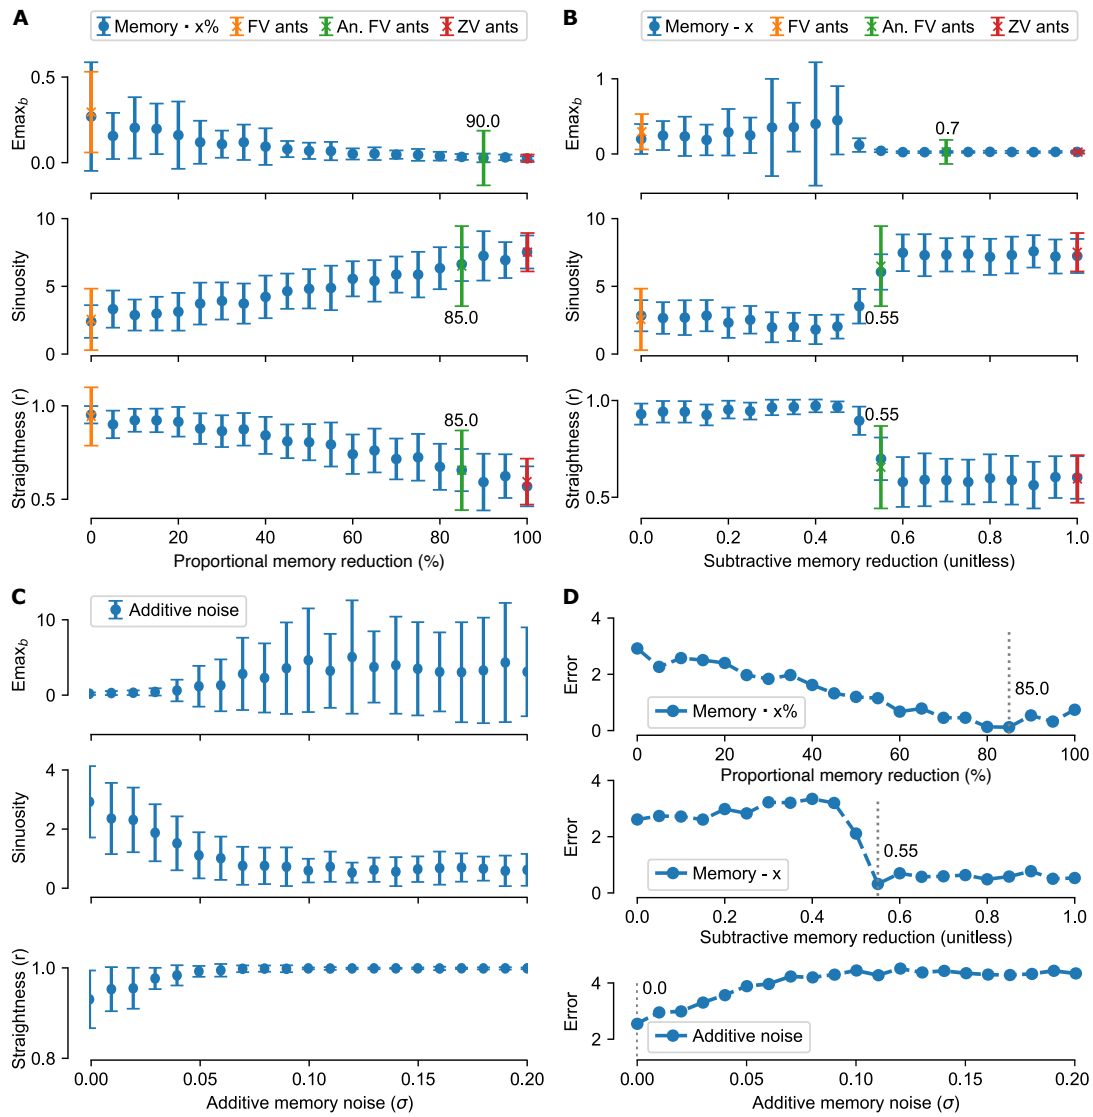 A
Memory · x%  FV ants  An. FV ants  ZV ants
Emax_b
0.5
0.0
90.0
Sinuosity
10
5
0
85.0
Straightness (r)
1.0
0.5
85.0
0 20 40 60 80 100
Proportional memory reduction (%)
B
Memory - x  FV ants  An. FV ants  ZV ants
Emax_b
1
0
0.7
Sinuosity
10
5
0
0.55
Straightness (r)
1.0
0.5
0.55
0.0 0.2 0.4 0.6 0.8 1.0
Subtractive memory reduction (unitless)
C
Additive noise
Emax_b
10
0
Sinuosity
4
2
0
Straightness (r)
1.0
0.8
0.00 0.05 0.10 0.15 0.20
Additive memory noise (σ)
D
Error
4
2
0
85.0
Memory · x%
0 20 40 60 80 100
Proportional memory reduction (%)
Error
4
2
0
0.55
Memory - x
0.0 0.2 0.4 0.6 0.8 1.0
Subtractive memory reduction (unitless)
Error
4
2
0.0
Additive noise
0.00 0.05 0.10 0.15 0.20
Additive memory noise (σ)